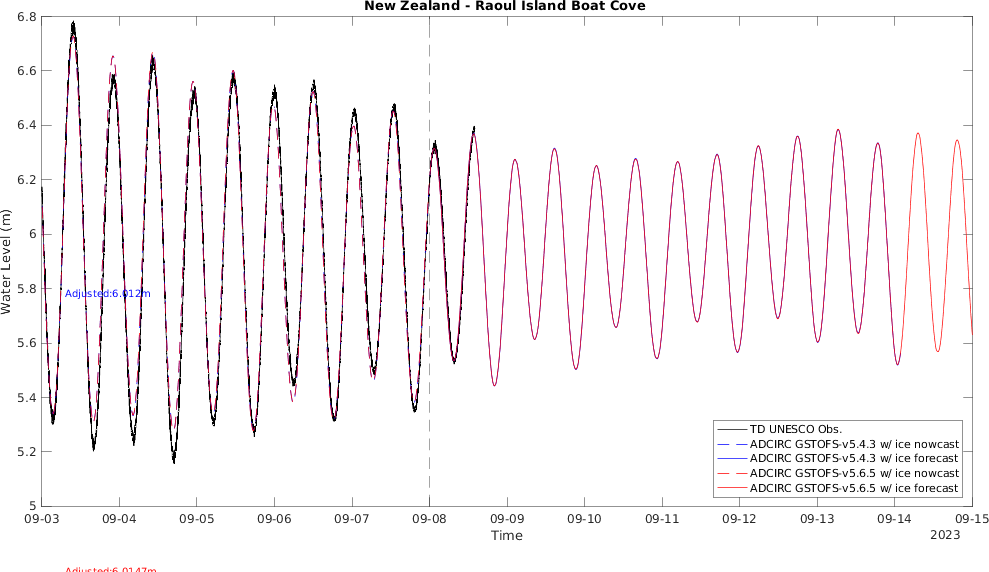 New Zealand - Raoul Island Boat Cove
6.8
6.6
6.4
6.2
6
5.8
5.6
5.4
5.2
5
Water Level (m)
Adjusted:6.012m
TD UNESCO Obs.
ADCIRC GSTOFS-v5.4.3 w/ ice nowcast
ADCIRC GSTOFS-v5.4.3 w/ ice forecast
ADCIRC GSTOFS-v5.6.5 w/ ice nowcast
ADCIRC GSTOFS-v5.6.5 w/ ice forecast
09-03 09-04 09-05 09-06 09-07 09-08 09-09 09-10 09-11 09-12 09-13 09-14 09-15
Time
2023
Adjusted:6.0147m